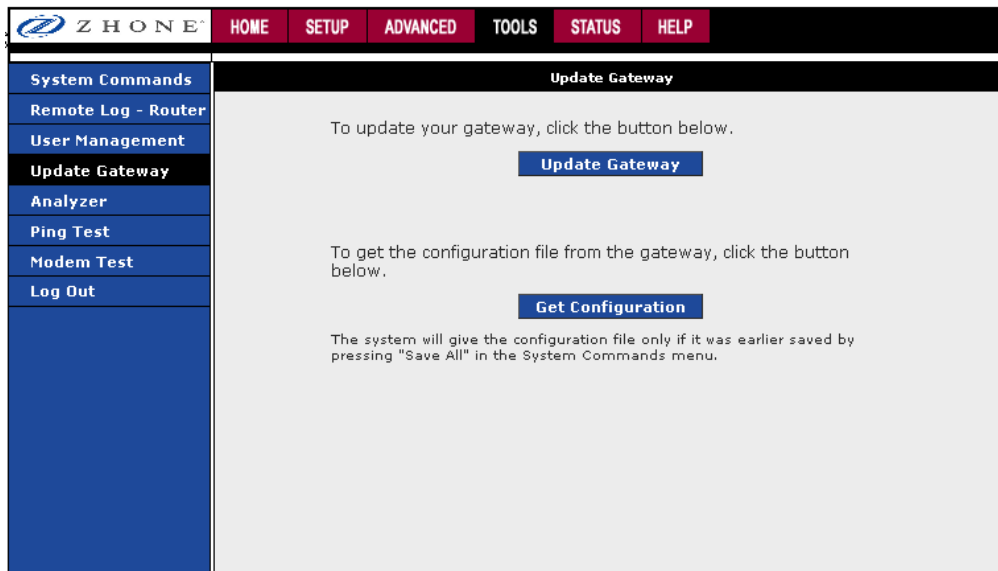 ZHONE
HOME SETUP ADVANCED TOOLS STATUS HELP
System Commands
Remote Log - Router
User Management
Update Gateway
Analyzer
Ping Test
Modem Test
Log Out
Update Gateway
To update your gateway, click the button below.
Update Gateway
To get the configuration file from the gateway, click the button
below.
Get Configuration
The system will give the configuration file only if it was earlier saved by
pressing "Save All" in the System Commands menu.